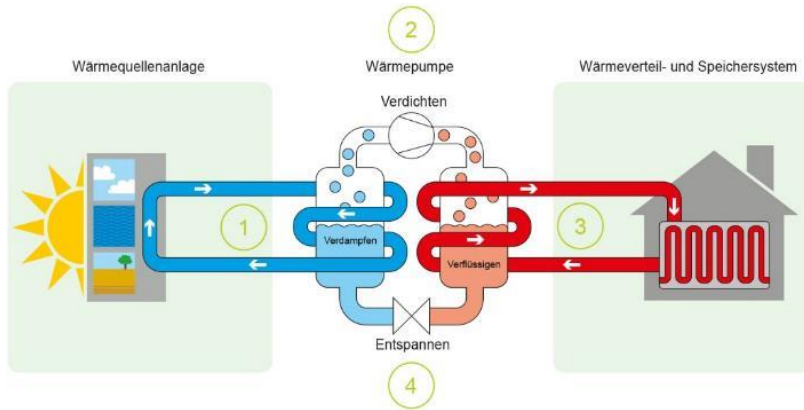 2
Wärmequellenanlage
Wärmepumpe
Wärmeverteil- und Speichersystem
Verdichten
1
3
Verdampfen
Verflüssigen
Entspannen
4